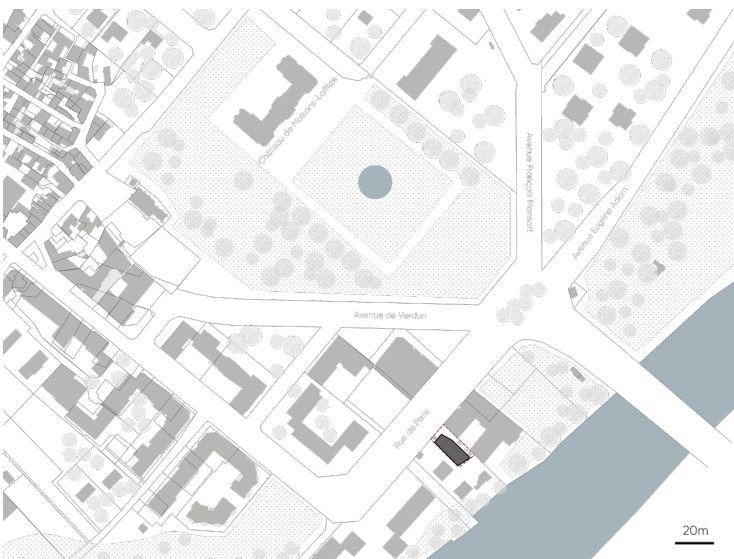 Château de Maisons-Laffitte
Avenue François Mansart
Avenue Eugène Adam
Avenue de Verdun
Rue de Paris
20m